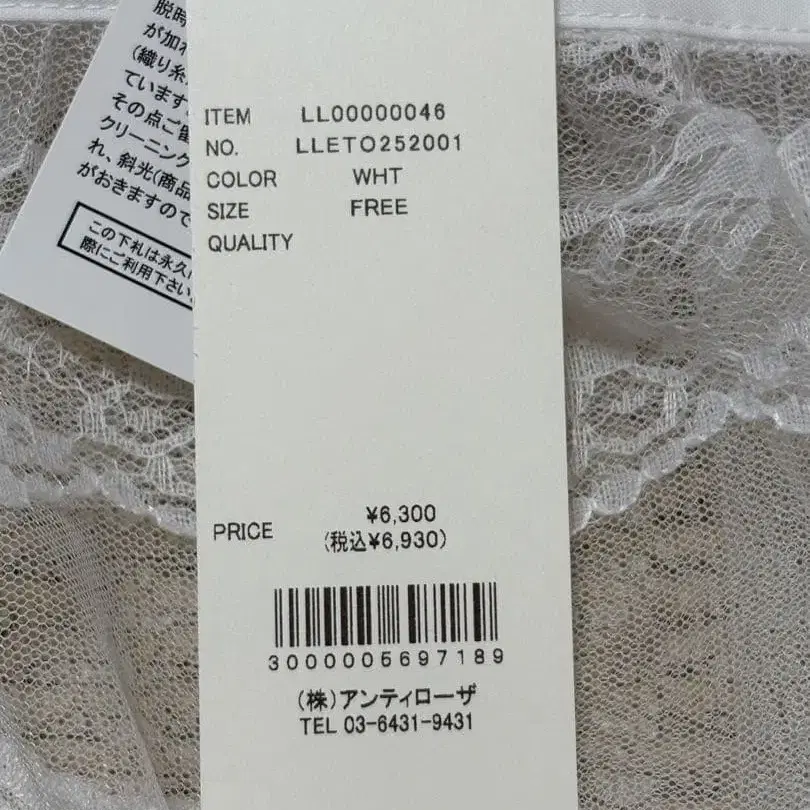 脱時
が加
(織り糸
ています
その点ご留
クリーニング
れ、斜光(商品
がおきますので
この下札は永久
際にご利用下さい
ITEM LL00000046
NO. LLETO252001
COLOR WHT
SIZE FREE
QUALITY
PRICE ¥6,300
(税込¥6,930)
3000005697189
(株)アンティローザ
TEL 03-6431-9431